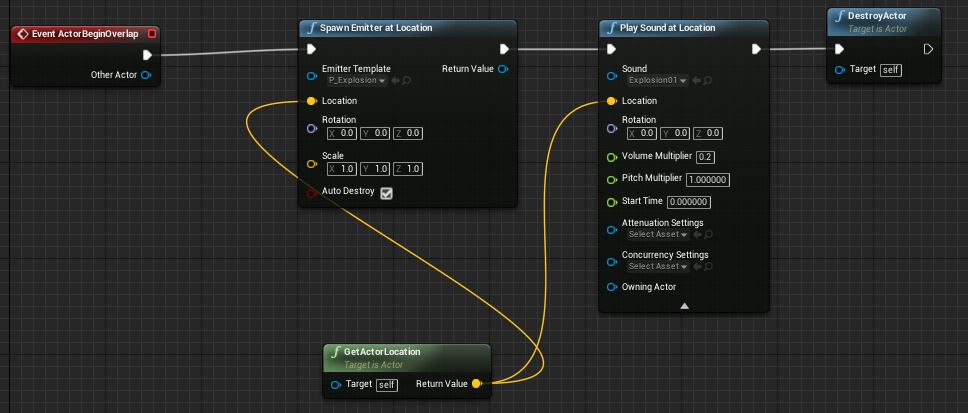 Event ActorBeginOverlap
Other Actor
Spawn Emitter at Location
Emitter Template
P_Explosion
Return Value
Location
Rotation
X 0.0 Y 0.0 Z 0.0
Scale
X 1.0 Y 1.0 Z 1.0
Auto Destroy
Play Sound at Location
Sound
Explosion01
Location
Rotation
X 0.0 Y 0.0 Z 0.0
Volume Multiplier 0.2
Pitch Multiplier 1.000000
Start Time 0.000000
Attenuation Settings
Select Asset
Concurrency Settings
Select Asset
Owning Actor
DestroyActor
Target is Actor
Target self
GetActorLocation
Target is Actor
Target self Return Value